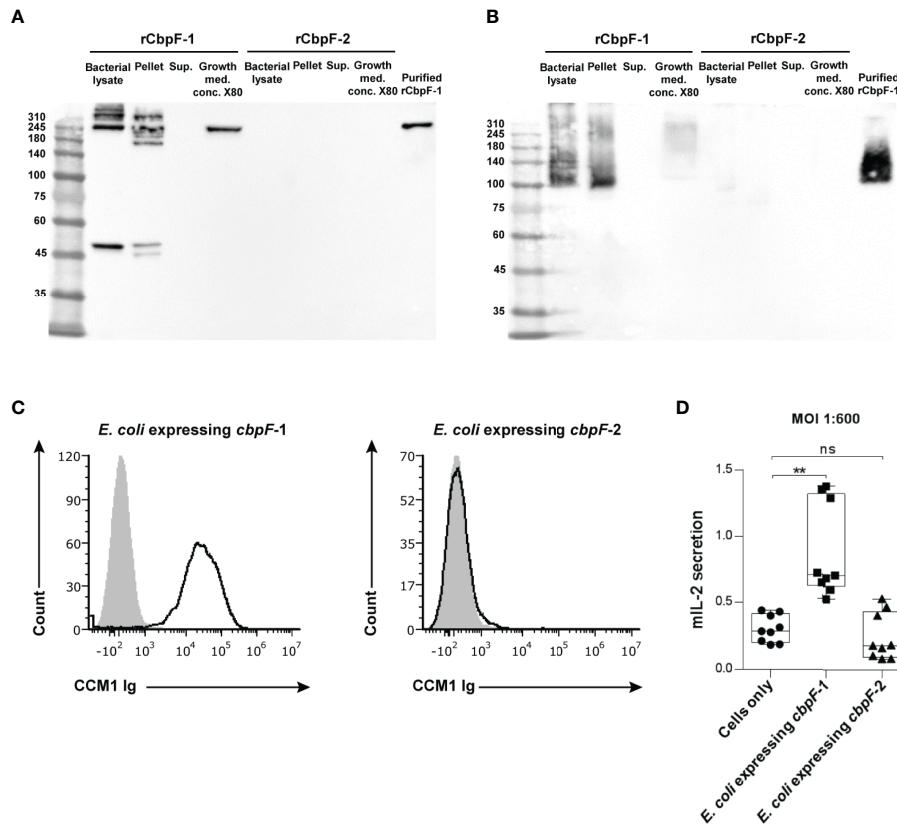 A
rCbpF-1
rCbpF-2
Bacterial lysate
Pellet
Sup.
Growth med. conc. X80
Bacterial lysate
Pellet
Sup.
Growth med. conc. X80
Purified rCbpF-1
310
245
180
140
100
75
60
45
35
B
rCbpF-1
rCbpF-2
Bacterial lysate
Pellet
Sup.
Growth med. conc. X80
Bacterial lysate
Pellet
Sup.
Growth med. conc. X80
Purified rCbpF-1
310
245
180
140
100
75
60
45
35
C
E. coli expressing cbpF-1
120
90
60
30
0
Count
-10² 10³ 10⁴ 10⁵ 10⁶ 10⁷
CCM1 Ig
E. coli expressing cbpF-2
70
52
35
17
0
Count
-10² 10³ 10⁴ 10⁵ 10⁶ 10⁷
CCM1 Ig
D
MOI 1:600
ns
**
1.5
1.0
0.5
0.0
mIL-2 secretion
Cells only
E. coli expressing cbpF-1
E. coli expressing cbpF-2